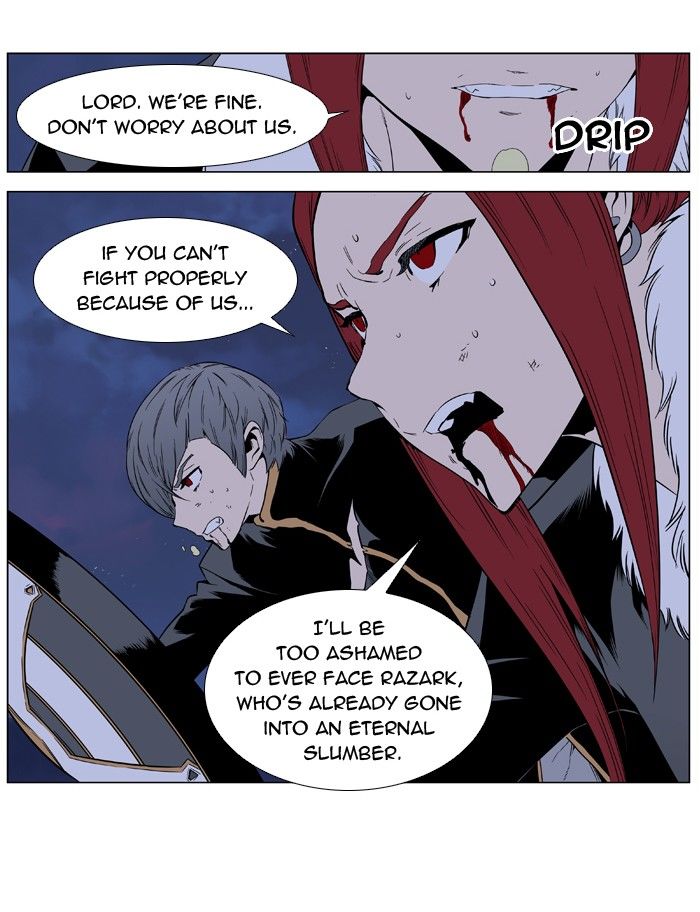 LORD. WE'RE FINE.
DON'T WORRY ABOUT US.
DRIP
IF YOU CAN'T
FIGHT PROPERLY
BECAUSE OF US...
I'LL BE
TOO ASHAMED
TO EVER FACE RAZARK,
WHO'S ALREADY GONE
INTO AN ETERNAL
SLUMBER.